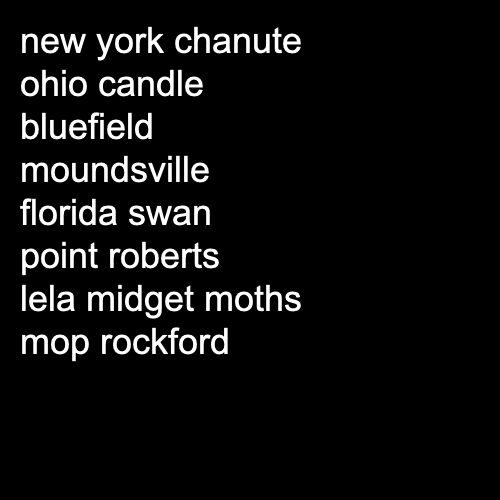 new york chanute
ohio candle
bluefield
moundsville
florida swan
point roberts
lela midget moths
mop rockford